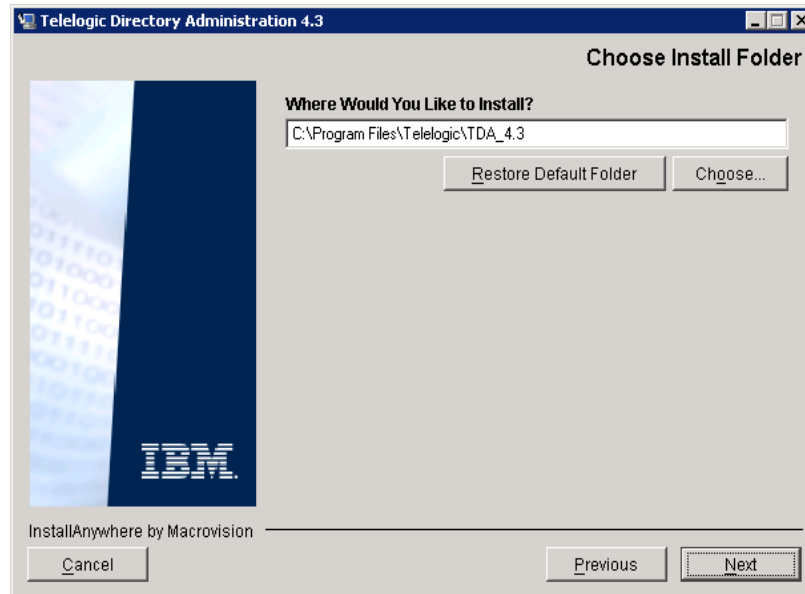 Telelogic Directory Administration 4.3
Choose Install Folder
Where Would You Like to Install?
C:\Program Files\Telelogic\TDA_4.3
Restore Default Folder
Choose...
IBM.
InstallAnywhere by Macrovision
Cancel
Previous
Next